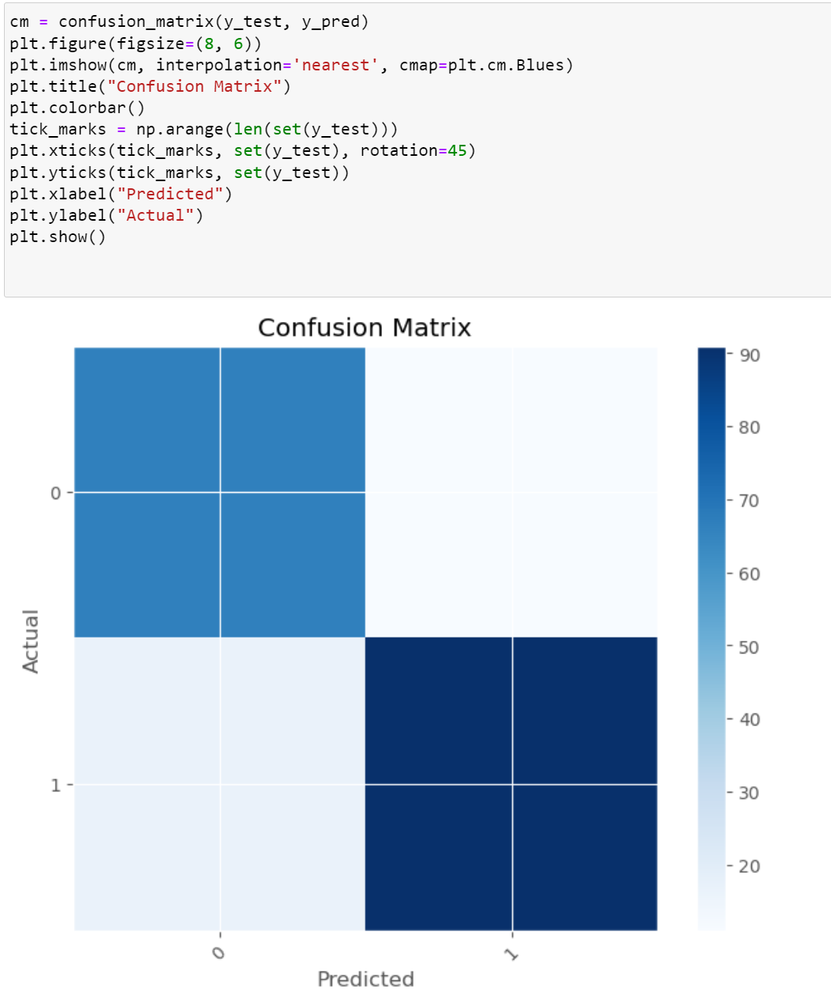 cm = confusion_matrix(y_test, y_pred)
plt.figure(figsize=(8, 6))
plt.imshow(cm, interpolation='nearest', cmap=plt.cm.Blues)
plt.title("Confusion Matrix")
plt.colorbar()
tick_marks = np.arange(len(set(y_test)))
plt.xticks(tick_marks, set(y_test), rotation=45)
plt.yticks(tick_marks, set(y_test))
plt.xlabel("Predicted")
plt.ylabel("Actual")
plt.show()
Confusion Matrix
Actual
0
1
0
1
Predicted
90
80
70
60
50
40
30
20